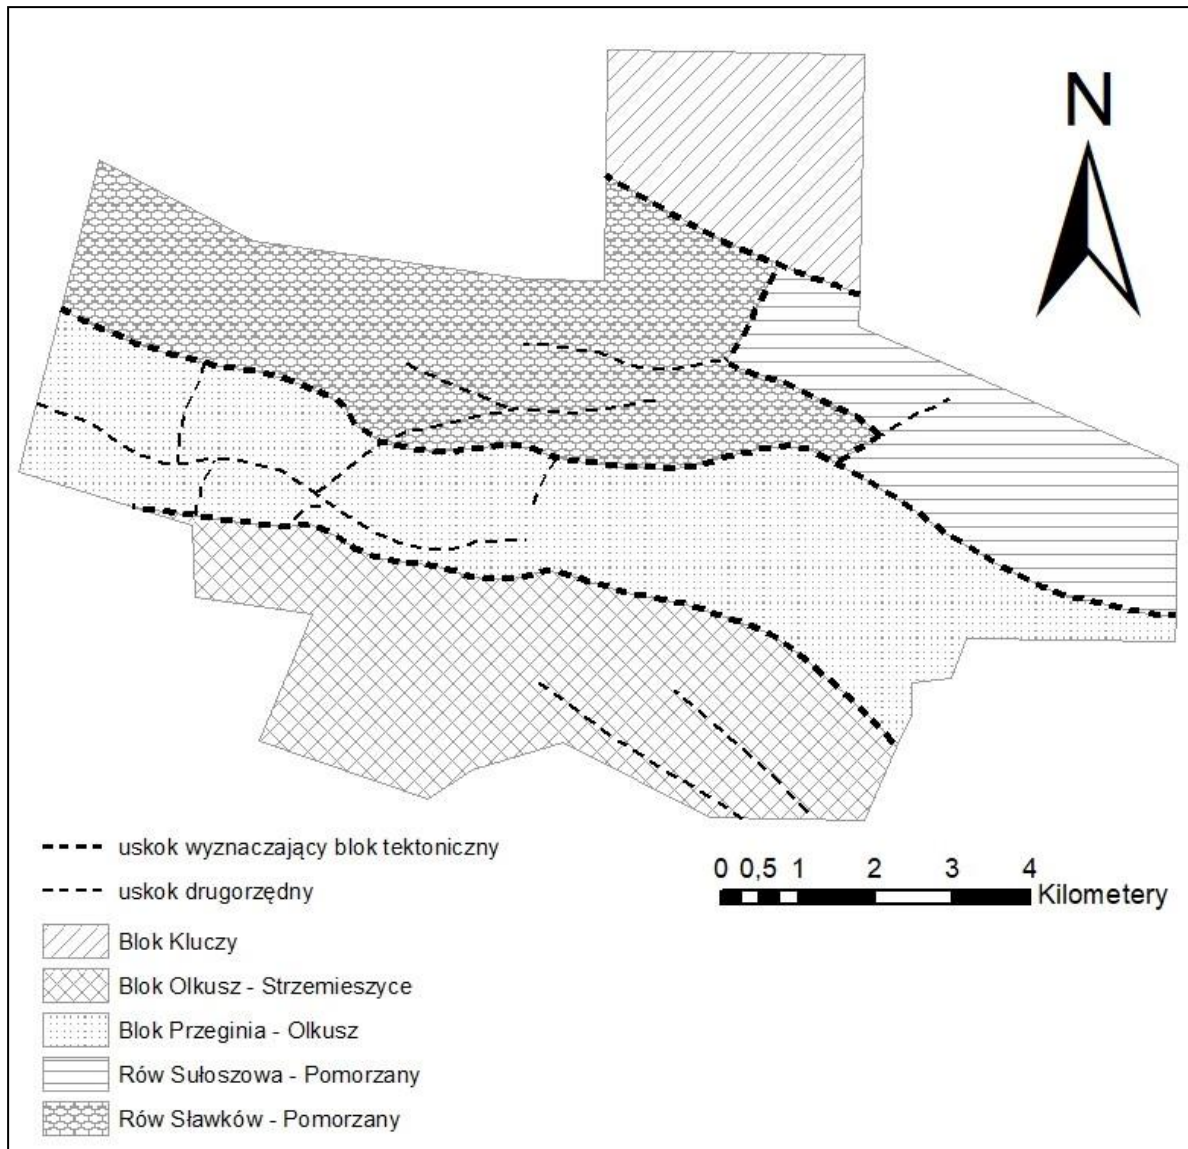 N
uskok wyznaczający blok tektoniczny
uskok drugorzędny
0 0,5 1 2 3 4
Kilometery
Blok Kluczy
Blok Olkusz - Strzemieszyce
Blok Przeginia - Olkusz
Rów Sułoszowa - Pomorzany
Rów Sławków - Pomorzany